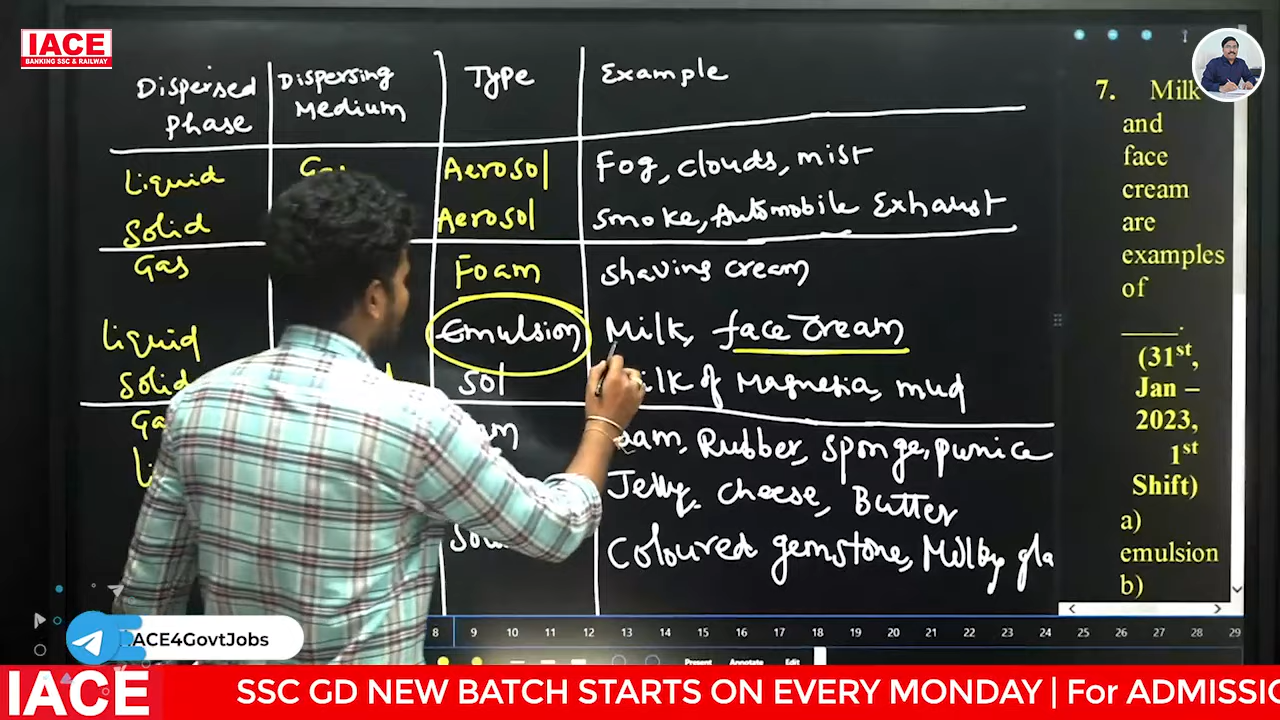 IACE
BANKING SSC & RAILWAY
Dispersed Phase
Dispersing Medium
Type
Example
Liquid
Aerosol
Fog, clouds, mist
Solid
Aerosol
Smoke, Automobile Exhaust
Gas
Foam
shaving cream
Liquid
Emulsion
Milk, face cream
Solid
Sol
of Magnesia, mud
Rubber, sponge, pumice
Jelly. cheese, Butter
Coloured gemstone, Milky gla
7. Milk
and
face
cream
are
examples
of
____.
(31st,
Jan –
2023,
1st
Shift)
a)
emulsion
b)
8 9 10 11 12 13 14 15 16 17 18 19 20 21 22 23 24 25 26 27 28 29
Present Annotate Edit
IACE4GovtJobs
IACE
SSC GD NEW BATCH STARTS ON EVERY MONDAY | For ADMISSIO